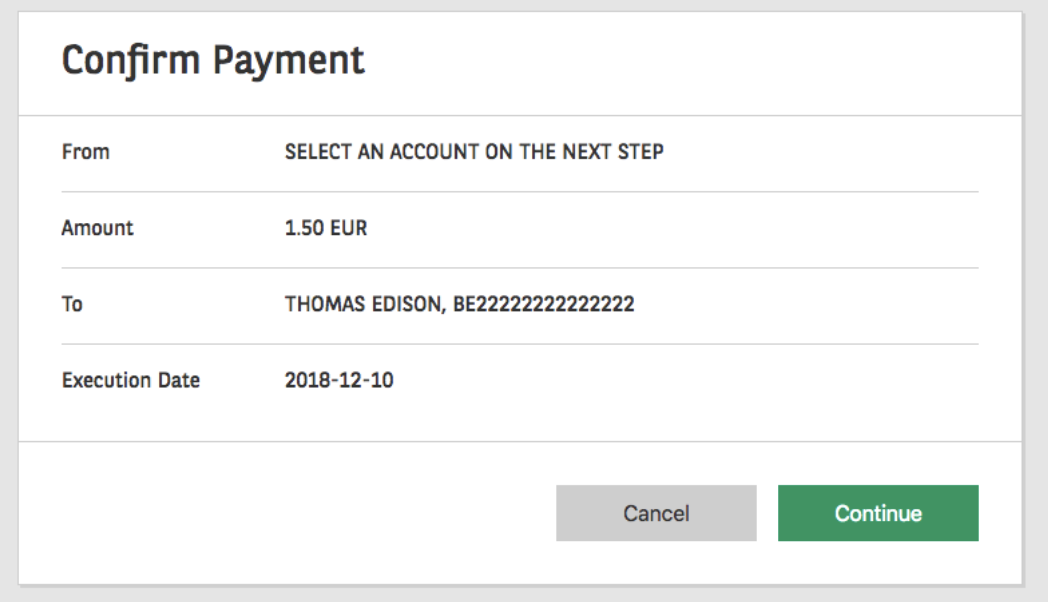 Confirm Payment
From SELECT AN ACCOUNT ON THE NEXT STEP
Amount 1.50 EUR
To THOMAS EDISON, BE22222222222222
Execution Date 2018-12-10
Cancel Continue